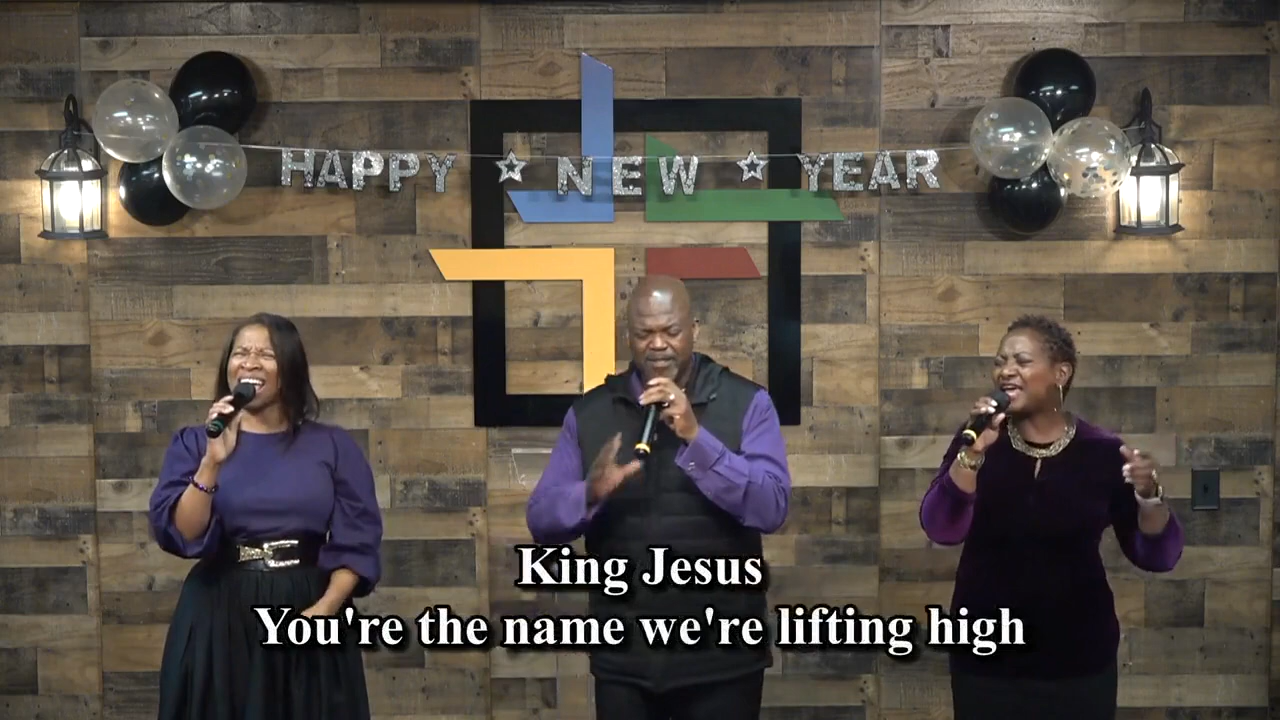 HAPPY ☆ NEW ☆ YEAR
King Jesus
You're the name we're lifting high